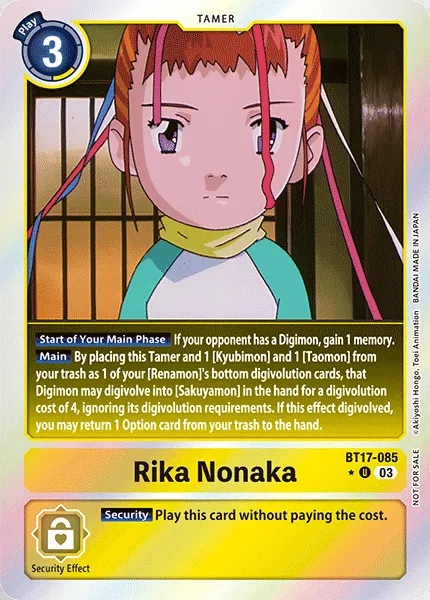 TAMER
Play
3
Start of Your Main Phase If your opponent has a Digimon, gain 1 memory.
Main By placing this Tamer and 1 [Kyubimon] and 1 [Taomon] from
your trash as 1 of your [Renamon]'s bottom digivolution cards, that
Digimon may digivolve into [Sakuyamon] in the hand for a digivolution
cost of 4, ignoring its digivolution requirements. If this effect digivolved,
you may return 1 Option card from your trash to the hand.
©Akiyoshi Hongo, Toei Animation BANDAI MADE IN JAPAN
NOT FOR SALE
BT17-085
Rika Nonaka
★ U 03
Security Play this card without paying the cost.
Security Effect